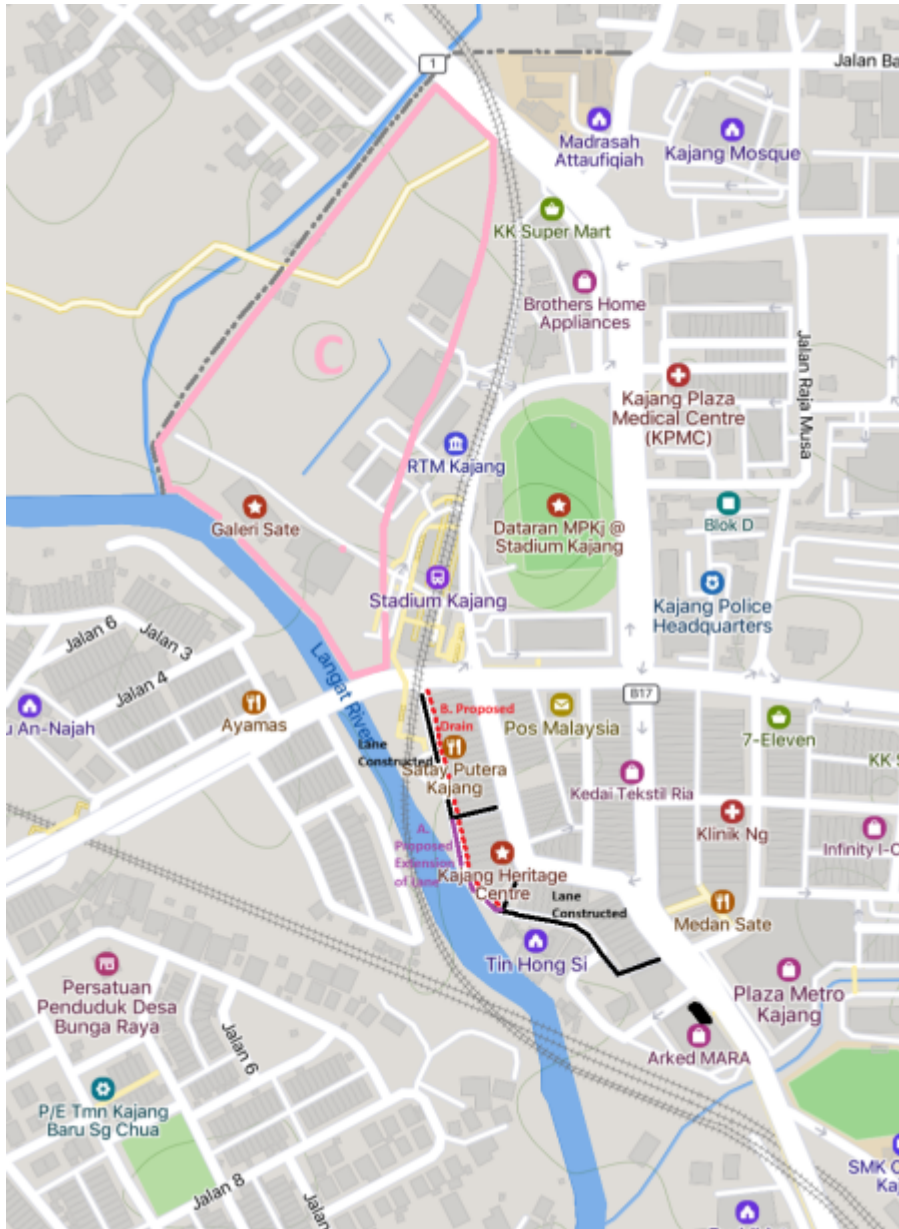 1
Jalan Ba
Madrasah
Attaufiqiah
Kajang Mosque
KK Super Mart
Brothers Home
Appliances
C
Jalan Raja Musa
Kajang Plaza
Medical Centre
(KPMC)
RTM Kajang
Galeri Sate
Dataran MPKj @
Stadium Kajang
Blok D
Stadium Kajang
Kajang Police
Headquarters
Jalan 6
Jalan 3
Jalan 4
Langat River
B17
u An-Najah
Ayamas
B. Proposed
Drain
Pos Malaysia
7-Eleven
Lane
Constructed
Satay Putera
Kajang
KK S
Kedai Tekstil Ria
A.
Proposed
Extension
of Lane
Klinik Ng
Infinity I-C
Kajang Heritage
Centre
Lane
Constructed
Medan Sate
Tin Hong Si
Persatuan
Penduduk Desa
Bunga Raya
Plaza Metro
Kajang
Jalan 6
Arked MARA
P/E Tmn Kajang
Baru Sg Chua
SMK C
Kaj
Jalan 8
Jalan